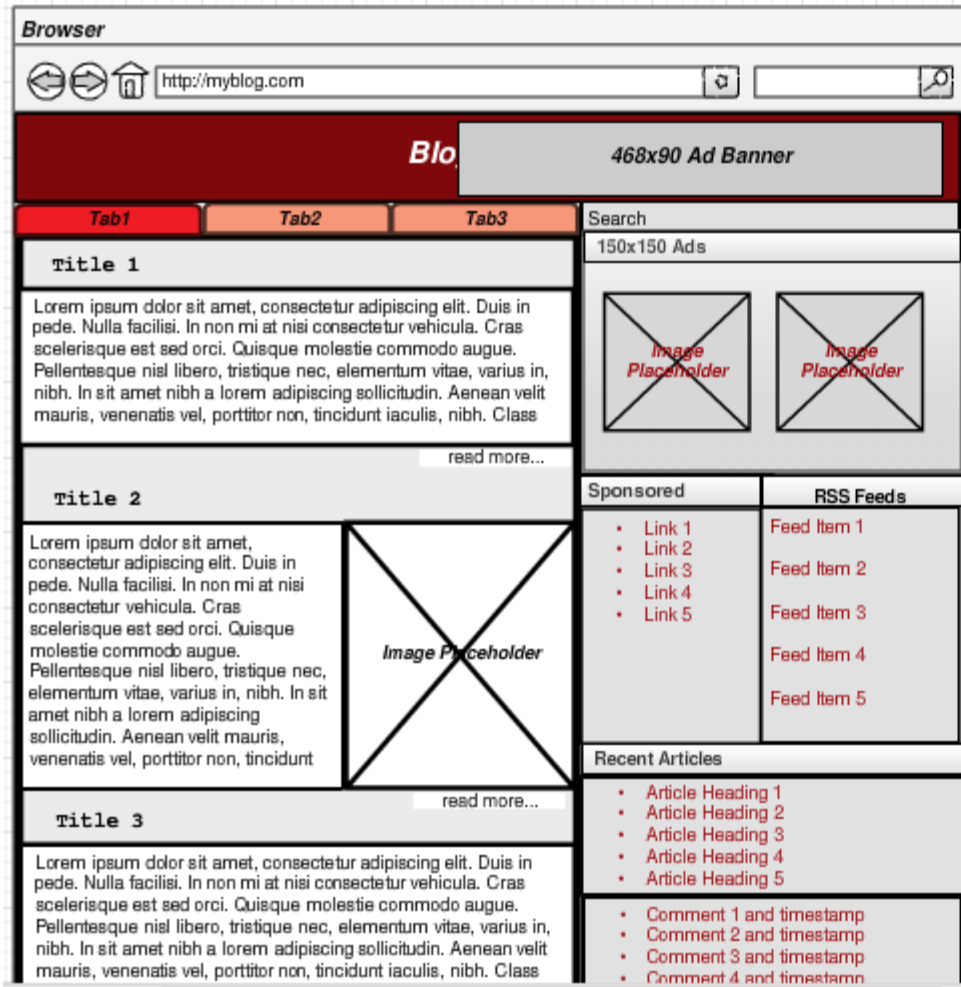 Browser
http://myblog.com
Blo
468x90 Ad Banner
Tab1
Tab2
Tab3
Title 1
Lorem ipsum dolor sit amet, consectetur adipiscing elit. Duis in
pede. Nulla facilisi. In non mi at nisi consectetur vehicula. Cras
scelerisque est sed orci. Quisque molestie commodo augue.
Pellentesque nisl libero, tristique nec, elementum vitae, varius in,
nibh. In sit amet nibh a lorem adipiscing sollicitudin. Aenean velit
mauris, venenatis vel, porttitor non, tincidunt iaculis, nibh. Class
read more...
Title 2
Lorem ipsum dolor sit amet,
consectetur adipiscing elit. Duis in
pede. Nulla facilisi. In non mi at nisi
consectetur vehicula. Cras
scelerisque est sed orci. Quisque
molestie commodo augue.
Pellentesque nisl libero, tristique nec,
elementum vitae, varius in, nibh. In sit
amet nibh a lorem adipiscing
sollicitudin. Aenean velit mauris,
venenatis vel, porttitor non, tincidunt
Image Placeholder
read more...
Title 3
Lorem ipsum dolor sit amet, consectetur adipiscing elit. Duis in
pede. Nulla facilisi. In non mi at nisi consectetur vehicula. Cras
scelerisque est sed orci. Quisque molestie commodo augue.
Pellentesque nisl libero, tristique nec, elementum vitae, varius in,
nibh. In sit amet nibh a lorem adipiscing sollicitudin. Aenean velit
mauris, venenatis vel, porttitor non, tincidunt iaculis, nibh. Class
Search
150x150 Ads
Image
Placeholder
Image
Placeholder
Sponsored
• Link 1
• Link 2
• Link 3
• Link 4
• Link 5
RSS Feeds
Feed Item 1
Feed Item 2
Feed Item 3
Feed Item 4
Feed Item 5
Recent Articles
• Article Heading 1
• Article Heading 2
• Article Heading 3
• Article Heading 4
• Article Heading 5
• Comment 1 and timestamp
• Comment 2 and timestamp
• Comment 3 and timestamp
• Comment 4 and timestamp